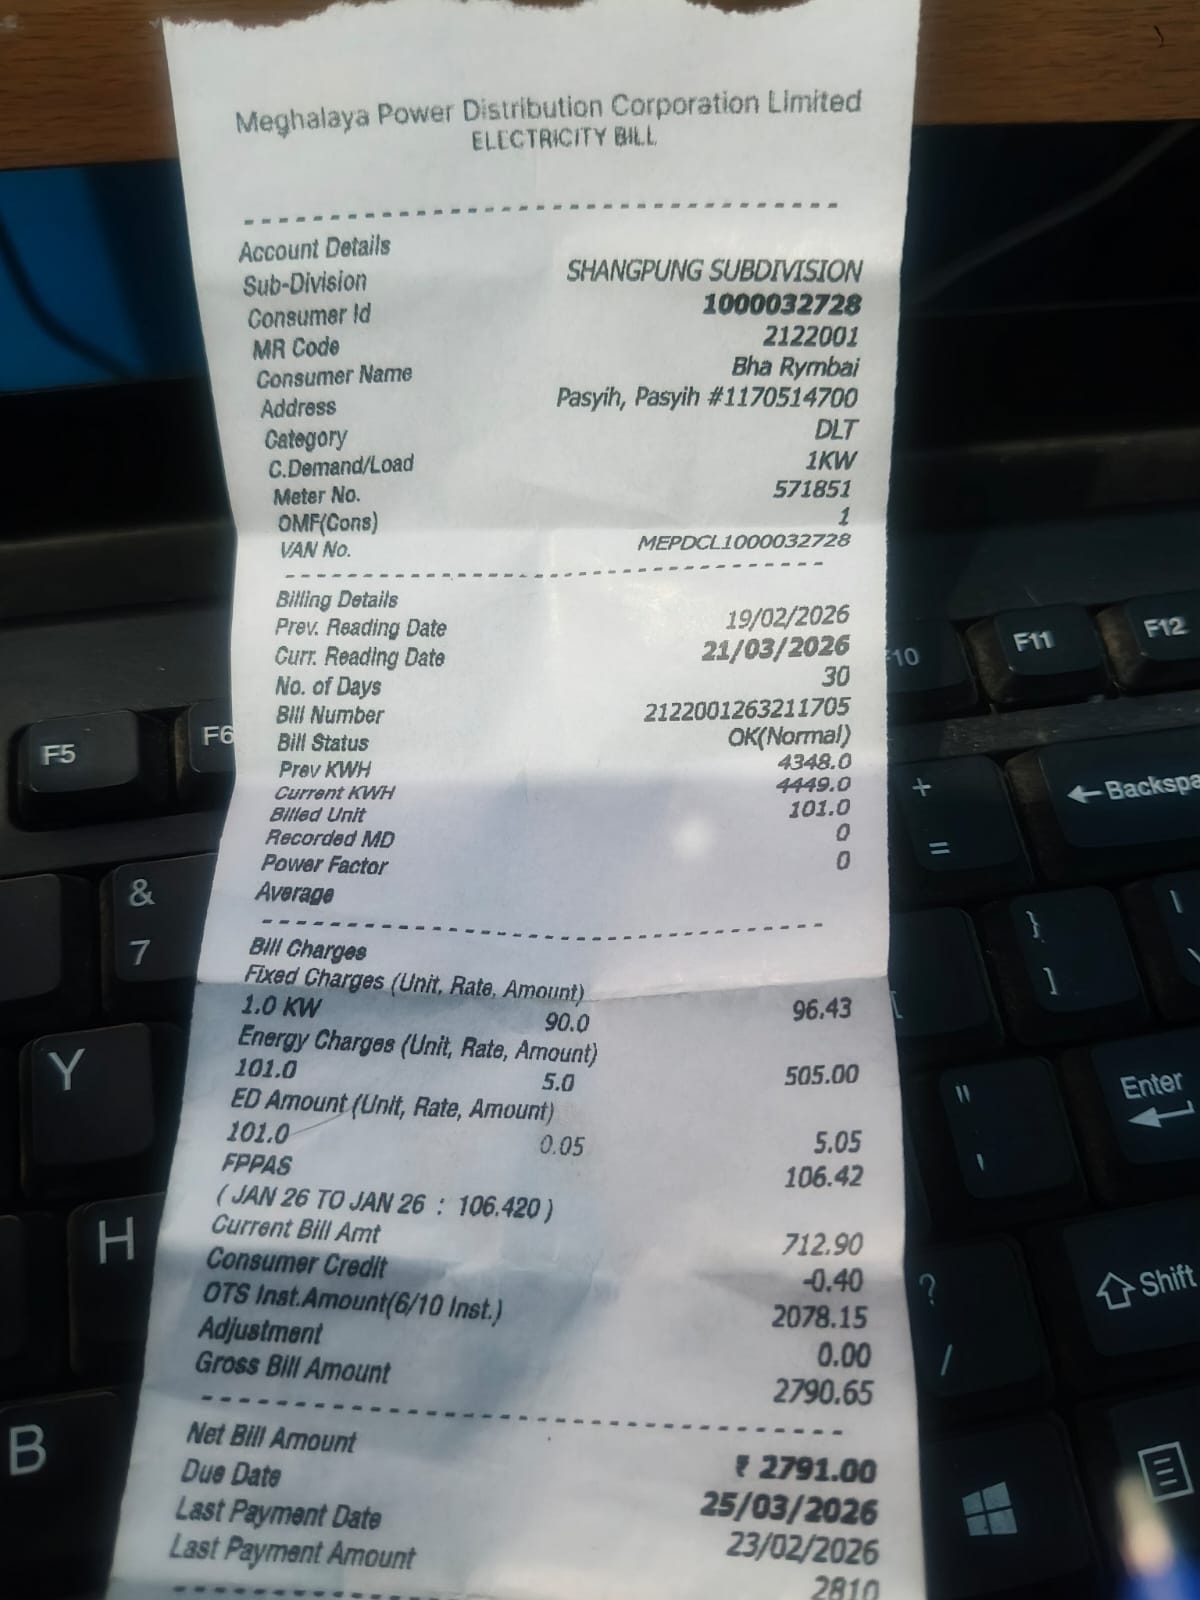 Meghalaya Power Distribution Corporation Limited
ELECTRICITY BILL
Account Details
Sub-Division SHANGPUNG SUBDIVISION
Consumer Id 1000032728
MR Code 2122001
Consumer Name Bha Rymbai
Address Pasyih, Pasyih #1170514700
Category DLT
C.Demand/Load 1KW
Meter No. 571851
OMF(Cons) 1
VAN No. MEPDCL1000032728
Billing Details
Prev. Reading Date 19/02/2026
Curr. Reading Date 21/03/2026
No. of Days 30
Bill Number 2122001263211705
Bill Status OK(Normal)
Prev KWH 4348.0
Current KWH 4449.0
Billed Unit 101.0
Recorded MD 0
Power Factor 0
Average
Bill Charges
Fixed Charges (Unit, Rate, Amount)
1.0 KW 90.0 96.43
Energy Charges (Unit, Rate, Amount)
101.0 5.0 505.00
ED Amount (Unit, Rate, Amount)
101.0 0.05 5.05
FPPAS 106.42
( JAN 26 TO JAN 26 : 106.420 )
Current Bill Amt 712.90
Consumer Credit -0.40
OTS Inst.Amount(6/10 Inst.) 2078.15
Adjustment 0.00
Gross Bill Amount 2790.65
Net Bill Amount ₹ 2791.00
Due Date 25/03/2026
Last Payment Date 23/02/2026
Last Payment Amount 2810
F5
F6
F10
F11
F12
&
7
+
=
←Backspa
}
]
Y
Enter
"
'
H
?
/
Shift
B